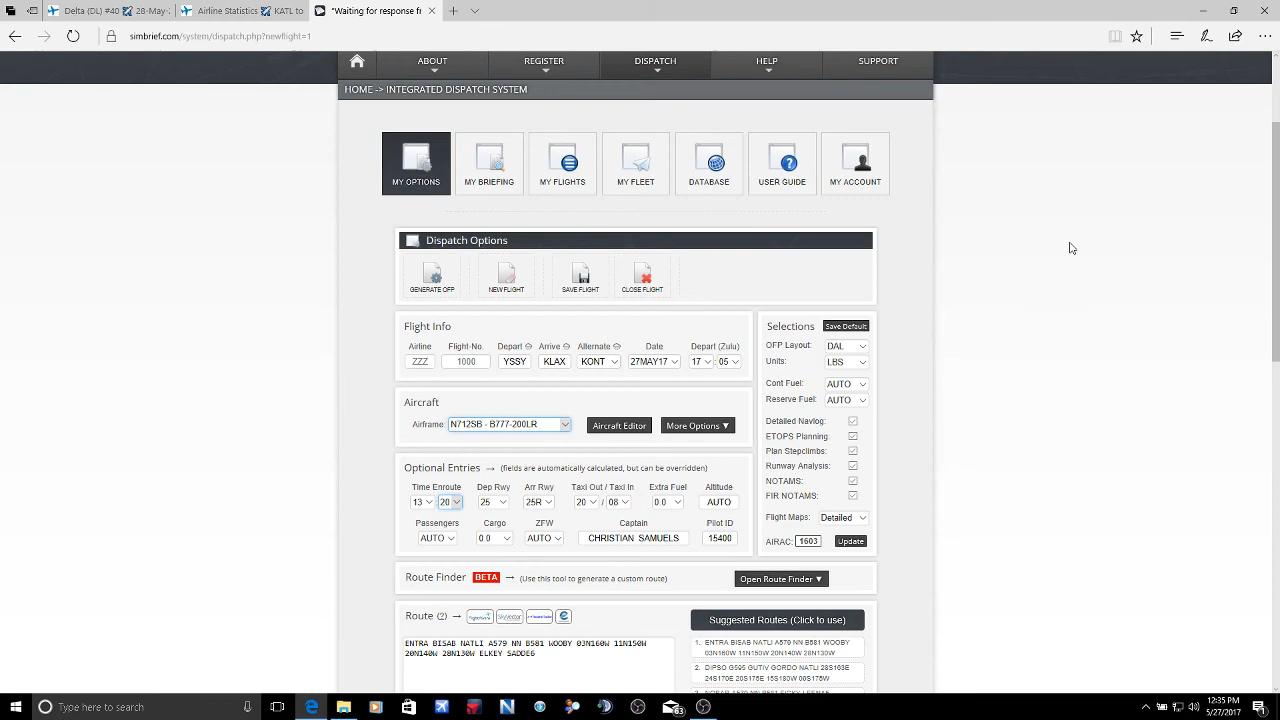 Delta (DL) #40
28-May-
Airline Statistics
KATL to
"Waiting for response fr
simbrief.com/system/dispatch.php?newflight=1
ABOUT REGISTER DISPATCH HELP SUPPORT
HOME -> INTEGRATED DISPATCH SYSTEM
MY OPTIONS MY BRIEFING MY FLIGHTS MY FLEET DATABASE USER GUIDE MY ACCOUNT
Dispatch Options
GENERATE OFP NEW FLIGHT SAVE FLIGHT CLOSE FLIGHT
Flight Info
Airline Flight-No. Depart Arrive Alternate Date Depart (Zulu)
ZZZ 1000 YSSY KLAX KONT 27MAY17 17 : 05
Aircraft
Airframe: N712SB - B777-200LR Aircraft Editor More Options ▼
Optional Entries → (fields are automatically calculated, but can be overridden)
Time Enroute Dep Rwy Arr Rwy Taxi Out / Taxi In Extra Fuel Altitude
13 20 25 25R 20 / 08 0.0 AUTO
Passengers Cargo ZFW Captain Pilot ID
AUTO 0.0 AUTO CHRISTIAN SAMUELS 15400
Selections Save Default
OFP Layout: DAL
Units: LBS
Cont Fuel: AUTO
Reserve Fuel: AUTO
Detailed Navlog:
ETOPS Planning:
Plan Stepclimbs:
Runway Analysis:
NOTAMS:
FIR NOTAMS:
Flight Maps: Detailed
AIRAC: 1603 Update
Route Finder BETA → (Use this tool to generate a custom route) Open Route Finder ▼
Route (2) →
ENTRA BISAB NATLI A579 NN B581 WOOBY 03N160W 11N150W
20N140W 28N130W ELKEY SADDE6
Suggested Routes (Click to use)
1. ENTRA BISAB NATLI A579 NN B581 WOOBY
03N160W 11N150W 20N140W 28N130W
2. DIPSO G595 GUTIV GORDO NATLI 28S163E
24S170E 20S175E 15S180W 00S175W
Type here to search
63
12:35 PM
5/27/2017